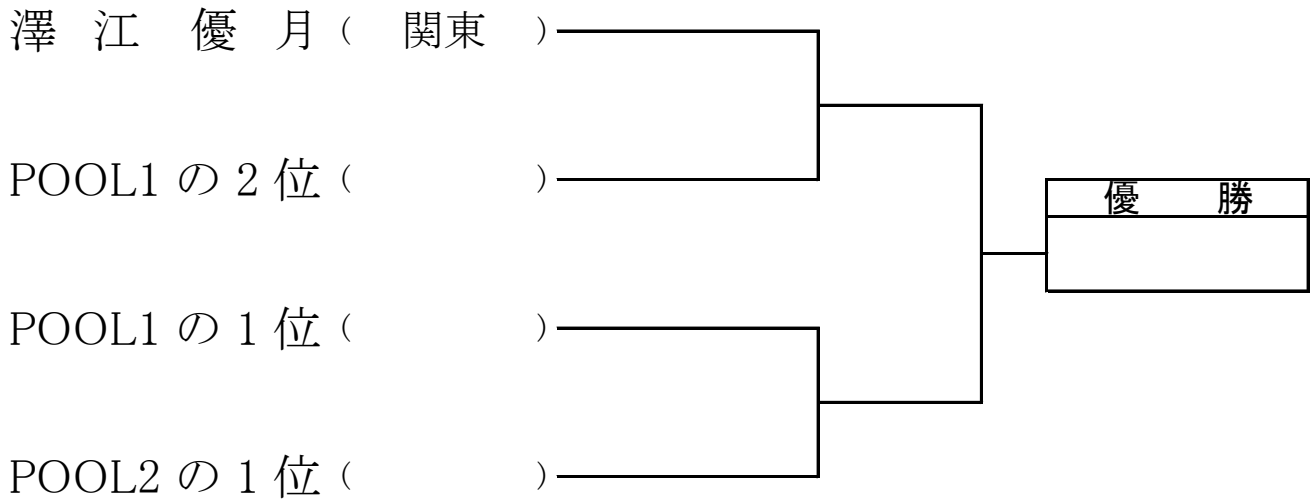 澤 江 優 月（ 関東 ）
POOL1 の 2 位（ ）
優 勝
POOL1 の 1 位（ ）
POOL2 の 1 位（ ）